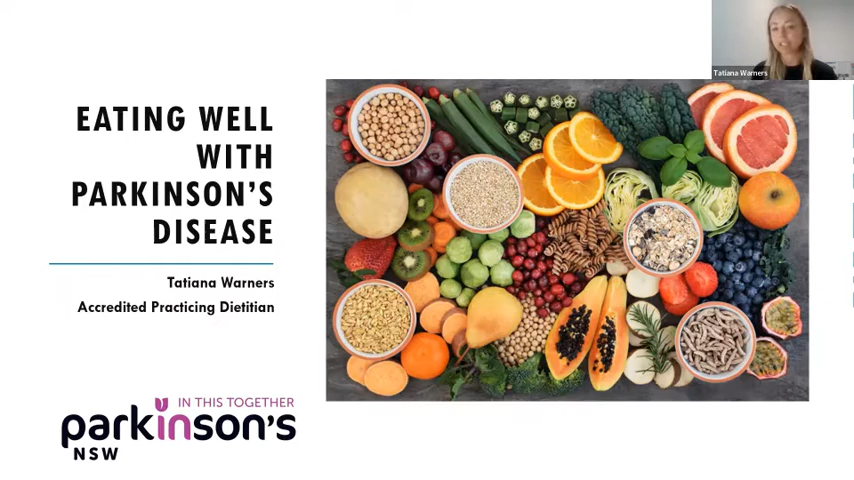 EATING WELL
WITH
PARKINSON'S
DISEASE
Tatiana Warners
Accredited Practicing Dietitian
IN THIS TOGETHER
parkinson's
NSW
Tatiana Warners